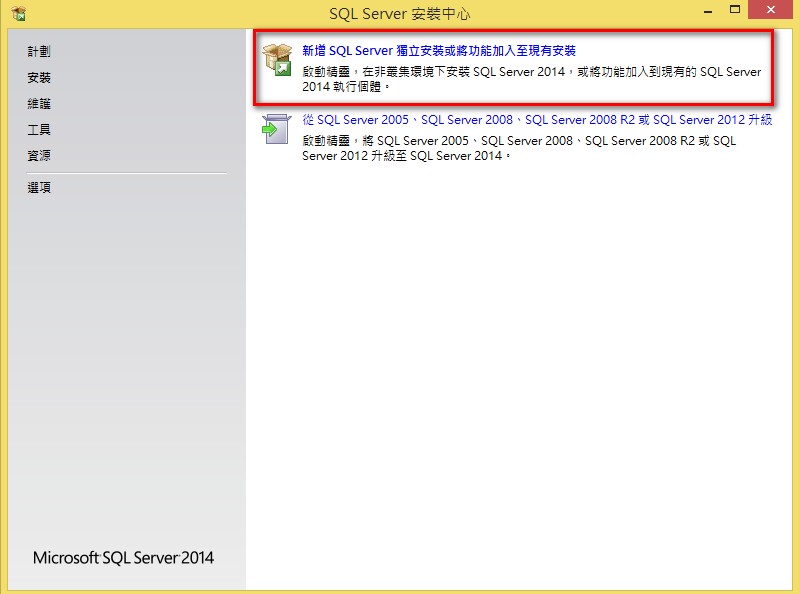 SQL Server 安裝中心
計劃
安裝
維護
工具
資源
選項
新增 SQL Server 獨立安裝或將功能加入至現有安裝
啟動精靈，在非叢集環境下安裝 SQL Server 2014，或將功能加入到現有的 SQL Server
2014 執行個體。
從 SQL Server 2005、SQL Server 2008、SQL Server 2008 R2 或 SQL Server 2012 升級
啟動精靈，將 SQL Server 2005、SQL Server 2008、SQL Server 2008 R2 或 SQL
Server 2012 升級至 SQL Server 2014。
Microsoft SQL Server 2014